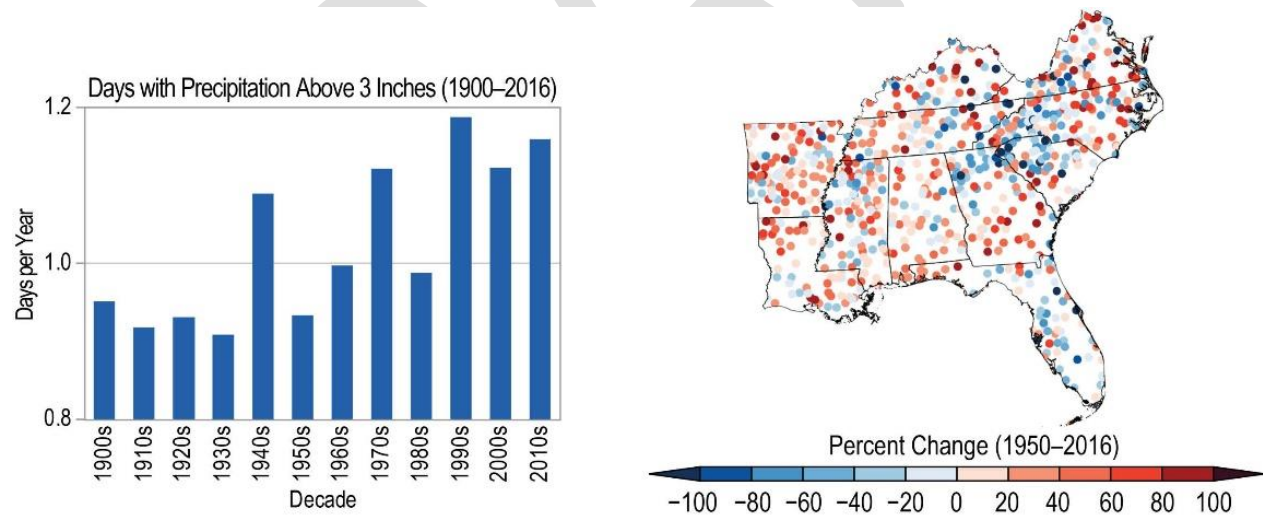 Days with Precipitation Above 3 Inches (1900–2016)
1.2
1.0
0.8
Days per Year
1900s
1910s
1920s
1930s
1940s
1950s
1960s
1970s
1980s
1990s
2000s
2010s
Decade
Percent Change (1950–2016)
−100 −80 −60 −40 −20 0 20 40 60 80 100